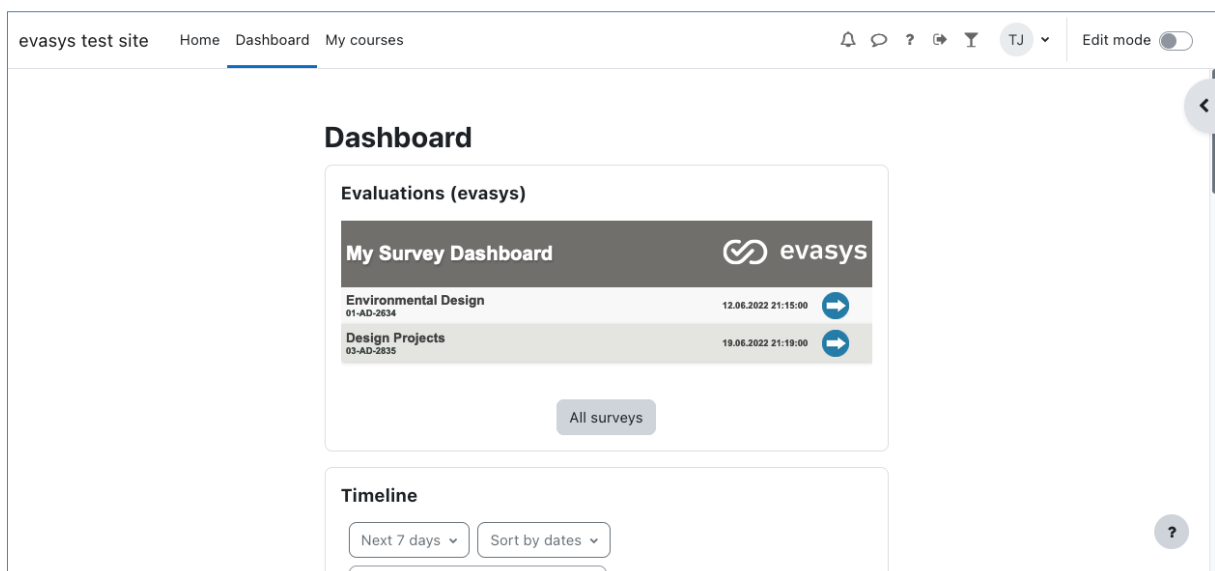 evasys test site Home Dashboard My courses ? TJ Edit mode
Dashboard
Evaluations (evasys)
My Survey Dashboard evasys
Environmental Design 12.06.2022 21:15:00
01-AD-2634
Design Projects 19.06.2022 21:19:00
03-AD-2835
All surveys
Timeline
Next 7 days Sort by dates
?